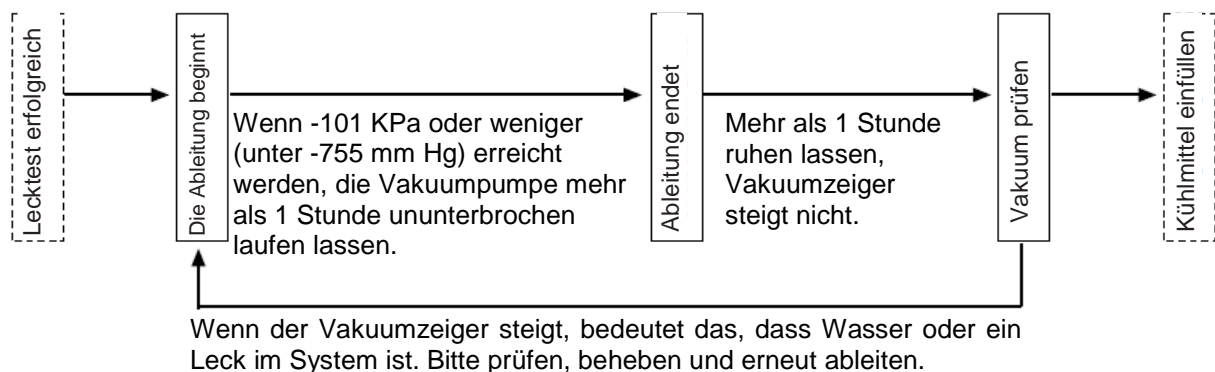 Lecktest erfolgreich
Die Ableitung beginnt
Wenn -101 KPa oder weniger
(unter -755 mm Hg) erreicht
werden, die Vakuumpumpe mehr
als 1 Stunde ununterbrochen
laufen lassen.
Ableitung endet
Mehr als 1 Stunde
ruhen lassen,
Vakuumzeiger
steigt nicht.
Vakuum prüfen
Kühlmittel einfüllen
Wenn der Vakuumzeiger steigt, bedeutet das, dass Wasser oder ein
Leck im System ist. Bitte prüfen, beheben und erneut ableiten.